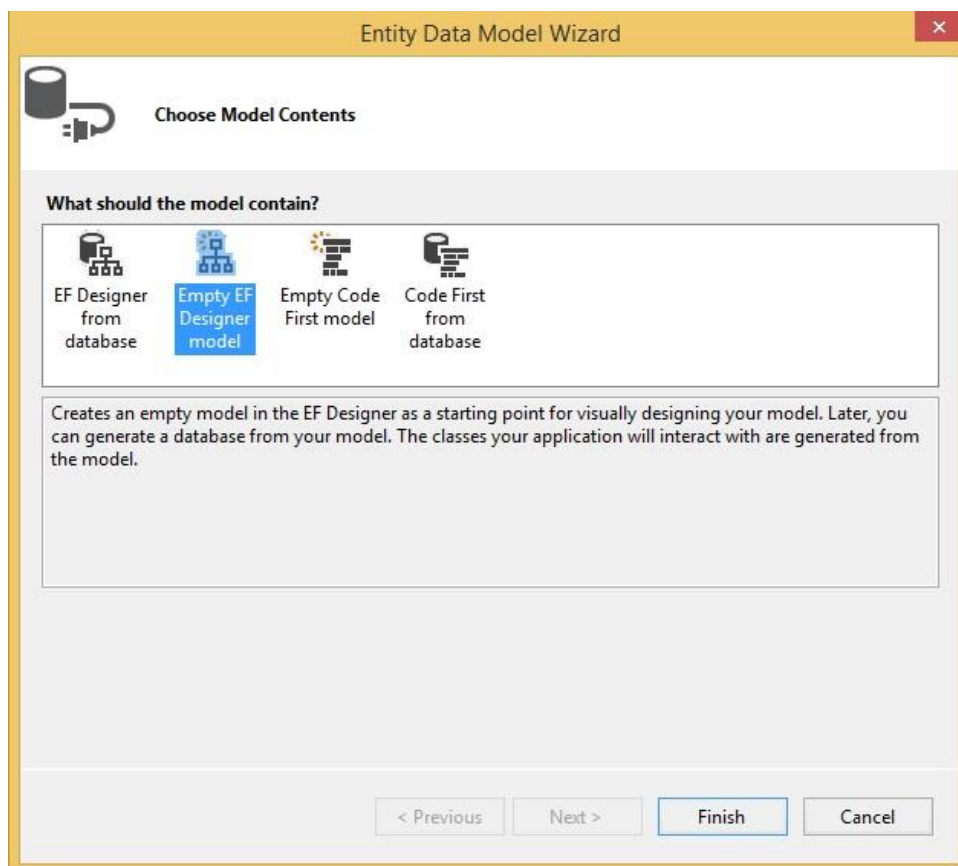 Entity Data Model Wizard
Choose Model Contents
What should the model contain?
EF Designer
from
database
Empty EF
Designer
model
Empty Code
First model
Code First
from
database
Creates an empty model in the EF Designer as a starting point for visually designing your model. Later, you
can generate a database from your model. The classes your application will interact with are generated from
the model.
< Previous
Next >
Finish
Cancel